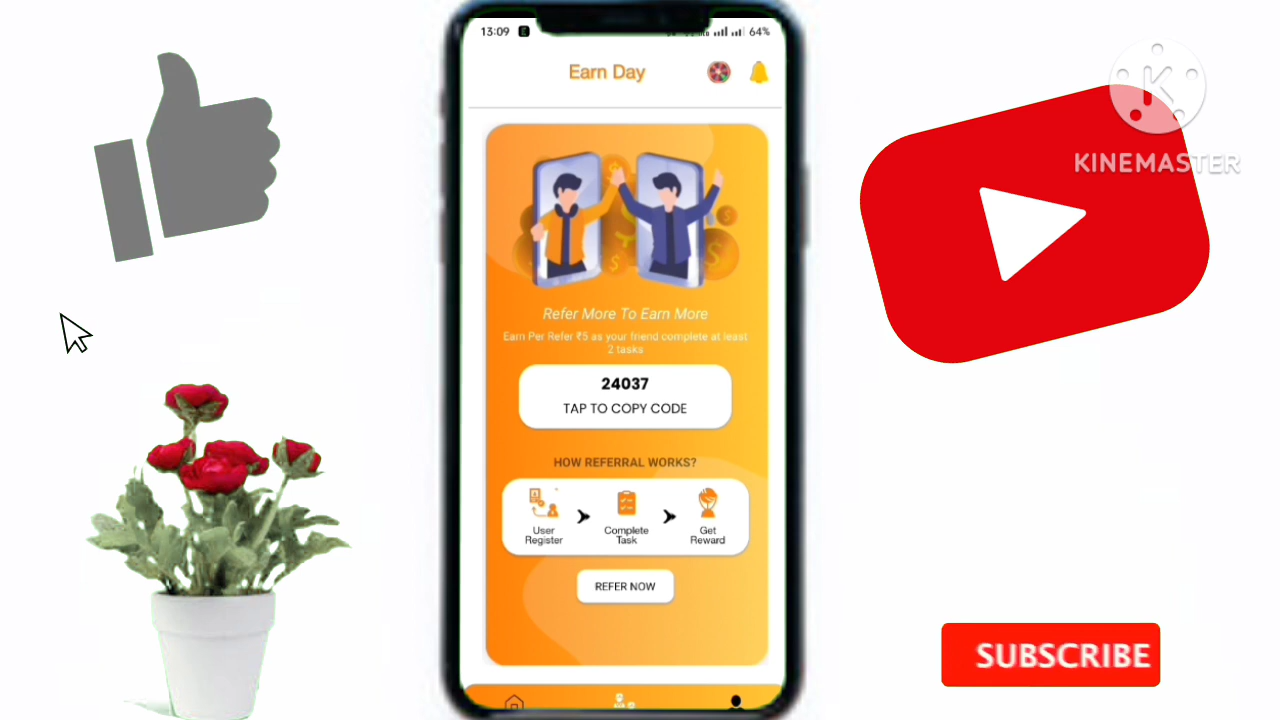 13:09
64%
Earn Day
KINEMASTER
Refer More To Earn More
Earn Per Refer ₹5 as your friend complete at least
2 tasks
24037
TAP TO COPY CODE
HOW REFERRAL WORKS?
User
Register
Complete
Task
Get
Reward
REFER NOW
SUBSCRIBE